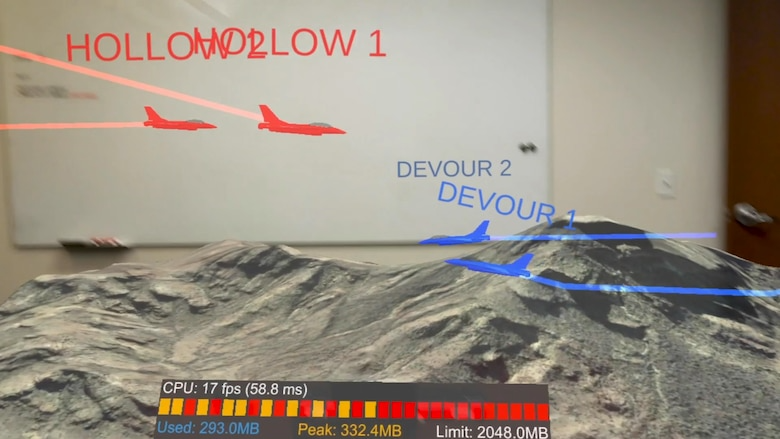 HOLLOW 2
HOLLOW 1
DEVOUR 2
DEVOUR 1
CPU: 17 fps (58.8 ms)
Used: 293.0MB Peak: 332.4MB Limit: 2048.0MB